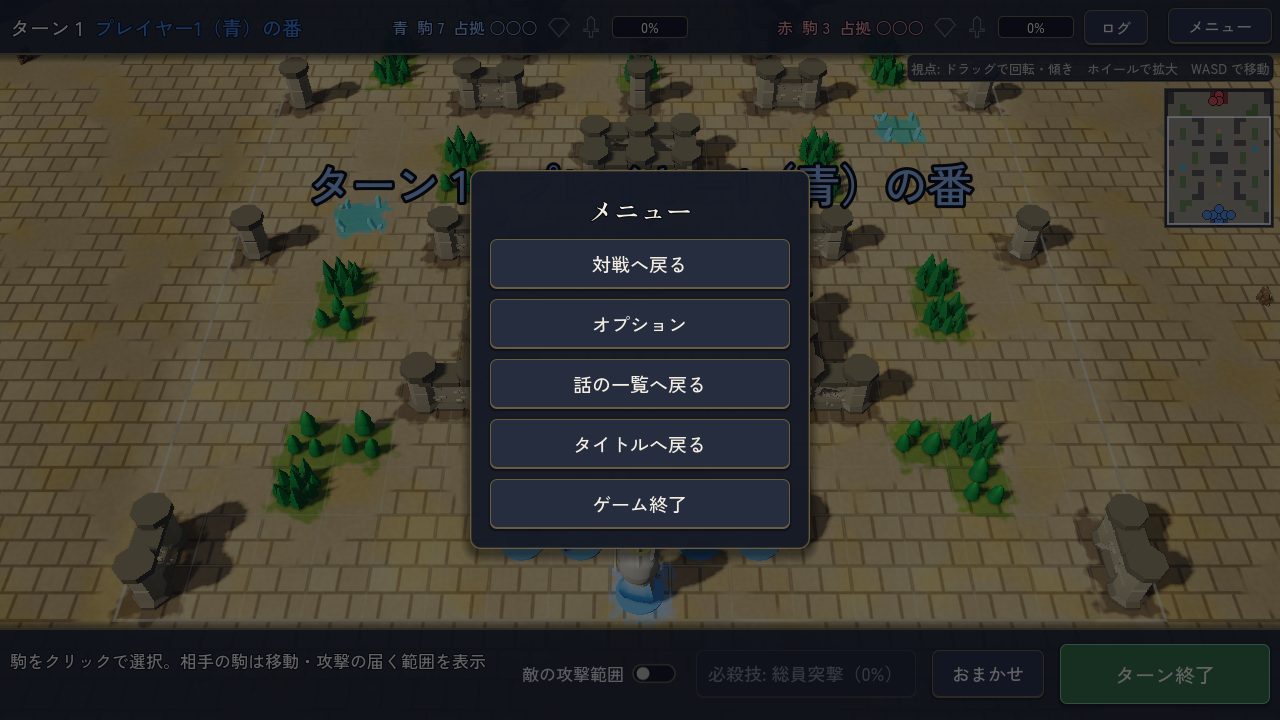 ターン 1 プレイヤー1（青）の番
青 駒 7 占拠 〇〇〇 0%
赤 駒 3 占拠 〇〇〇 0%
ログ
メニュー
視点: ドラッグで回転・傾き ホイールで拡大 WASD で移動
ターン 1
（青）の番
メニュー
対戦へ戻る
オプション
話の一覧へ戻る
タイトルへ戻る
ゲーム終了
駒をクリックで選択。相手の駒は移動・攻撃の届く範囲を表示
敵の攻撃範囲
必殺技: 総員突撃（0%）
おまかせ
ターン終了